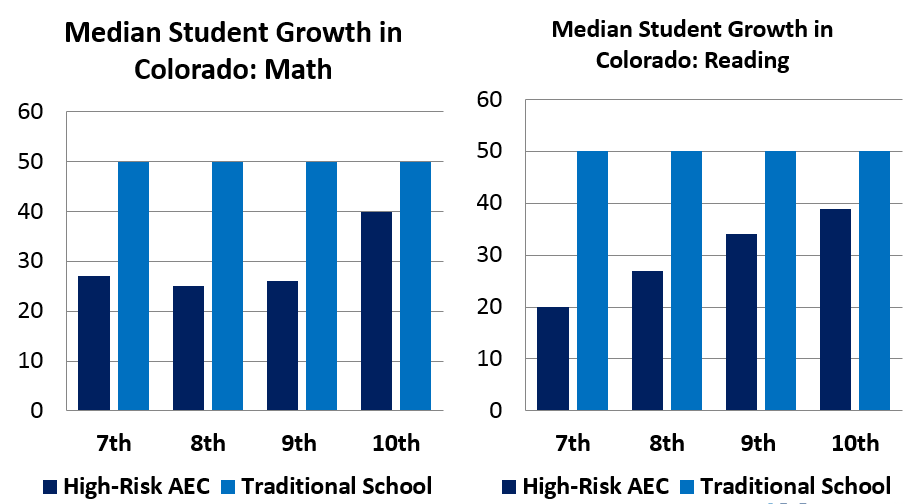 Median Student Growth in
Colorado: Math
60
50
40
30
20
10
0
7th 8th 9th 10th
High-Risk AEC Traditional School
Median Student Growth in
Colorado: Reading
60
50
40
30
20
10
0
7th 8th 9th 10th
High-Risk AEC Traditional School